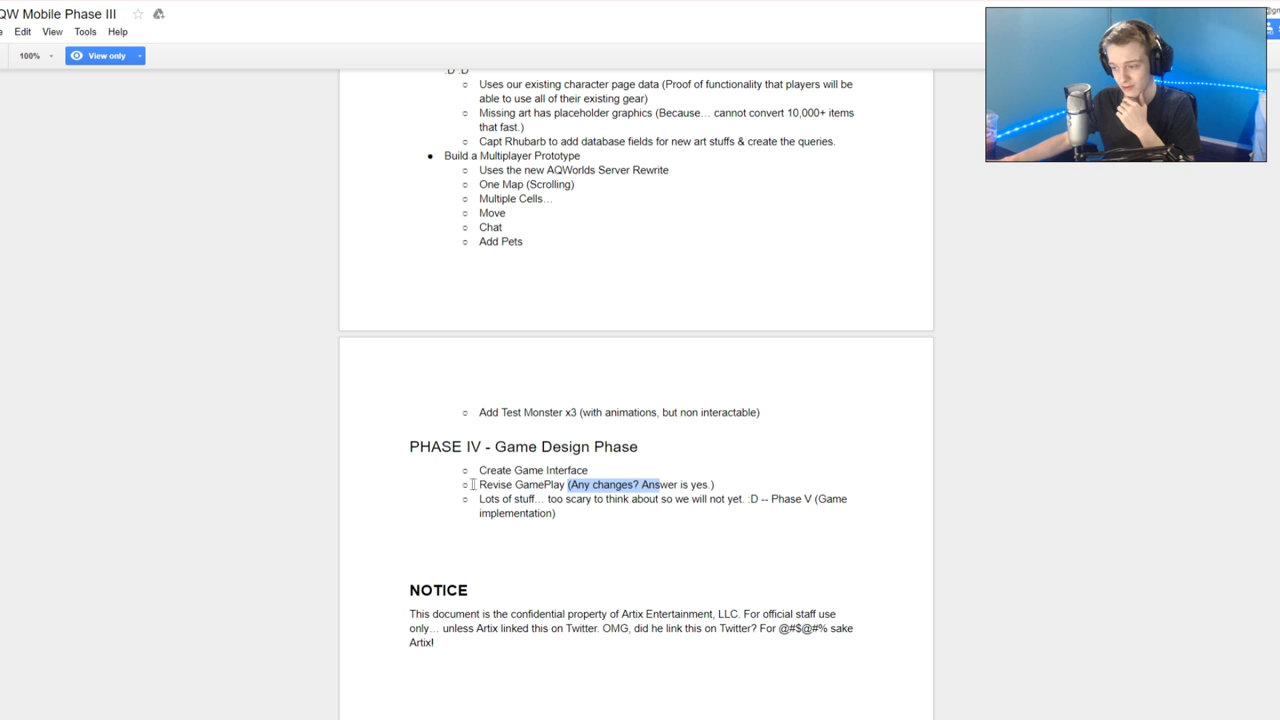 QW Mobile Phase III
Edit View Tools Help
100% View only
:D :D
○ Uses our existing character page data (Proof of functionality that players will be
able to use all of their existing gear)
○ Missing art has placeholder graphics (Because… cannot convert 10,000+ items
that fast.)
○ Capt Rhubarb to add database fields for new art stuffs & create the queries.
● Build a Multiplayer Prototype
○ Uses the new AQWorlds Server Rewrite
○ One Map (Scrolling)
○ Multiple Cells…
○ Move
○ Chat
○ Add Pets
○ Add Test Monster x3 (with animations, but non interactable)
PHASE IV - Game Design Phase
○ Create Game Interface
○ Revise GamePlay (Any changes? Answer is yes.)
○ Lots of stuff… too scary to think about so we will not yet. :D -- Phase V (Game
implementation)
NOTICE
This document is the confidential property of Artix Entertainment, LLC. For official staff use
only… unless Artix linked this on Twitter. OMG, did he link this on Twitter? For @#$@#% sake
Artix!